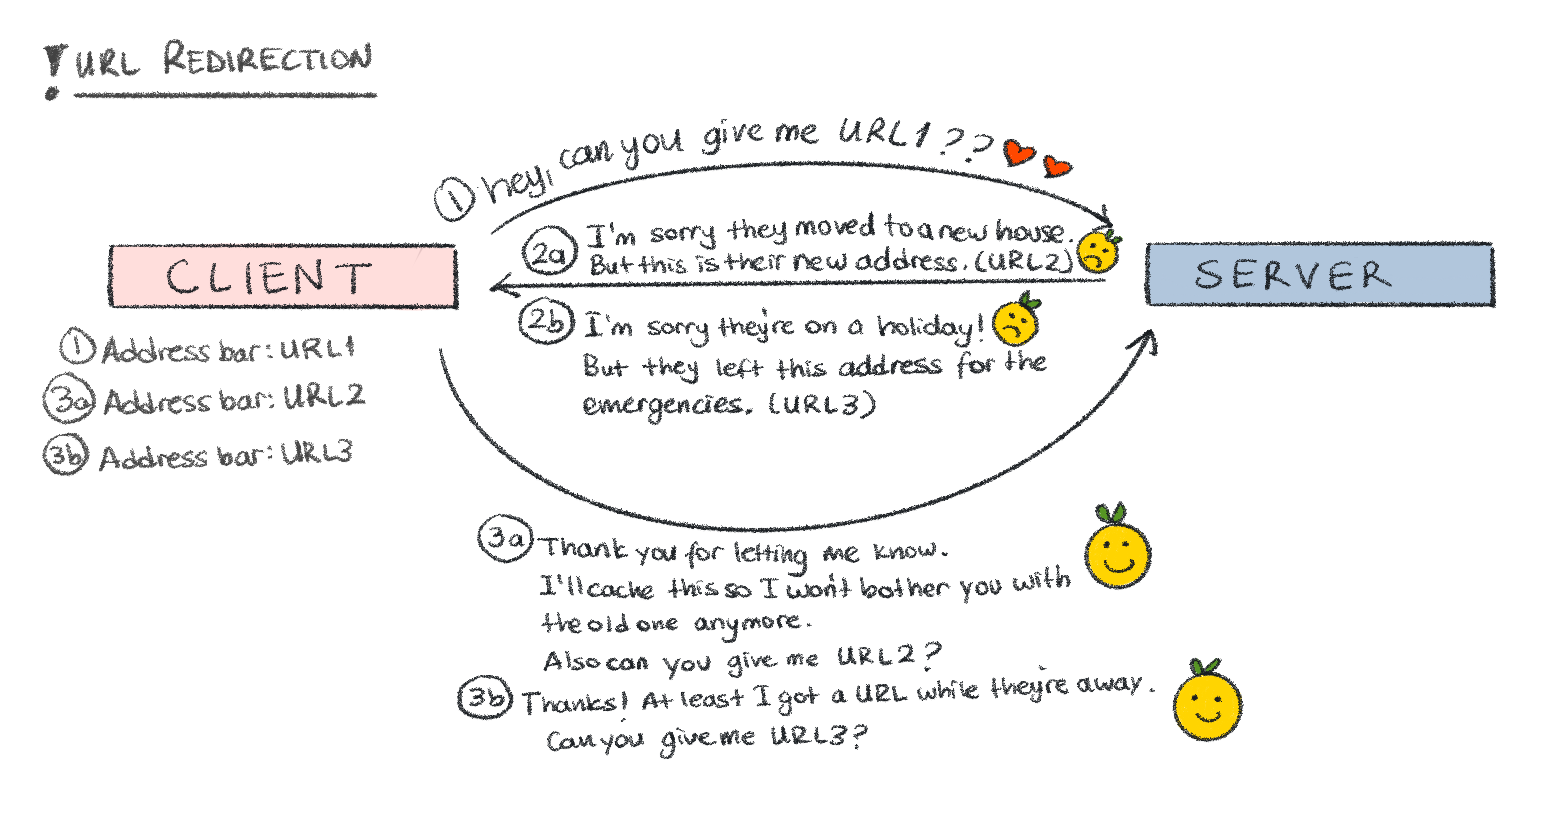 ! URL REDIRECTION
① hey, can you give me URL1??
2a I'm sorry they moved to a new house.
But this is their new address. (URL2)
CLIENT
SERVER
2b I'm sorry they're on a holiday!
But they left this address for the
emergencies. (URL3)
① Address bar: URL1
3a Address bar: URL2
3b Address bar: URL3
3a Thank you for letting me know.
I'll cache this so I won't bother you with
the old one anymore.
Also can you give me URL2?
3b Thanks! At least I got a URL while they're away.
Can you give me URL3?